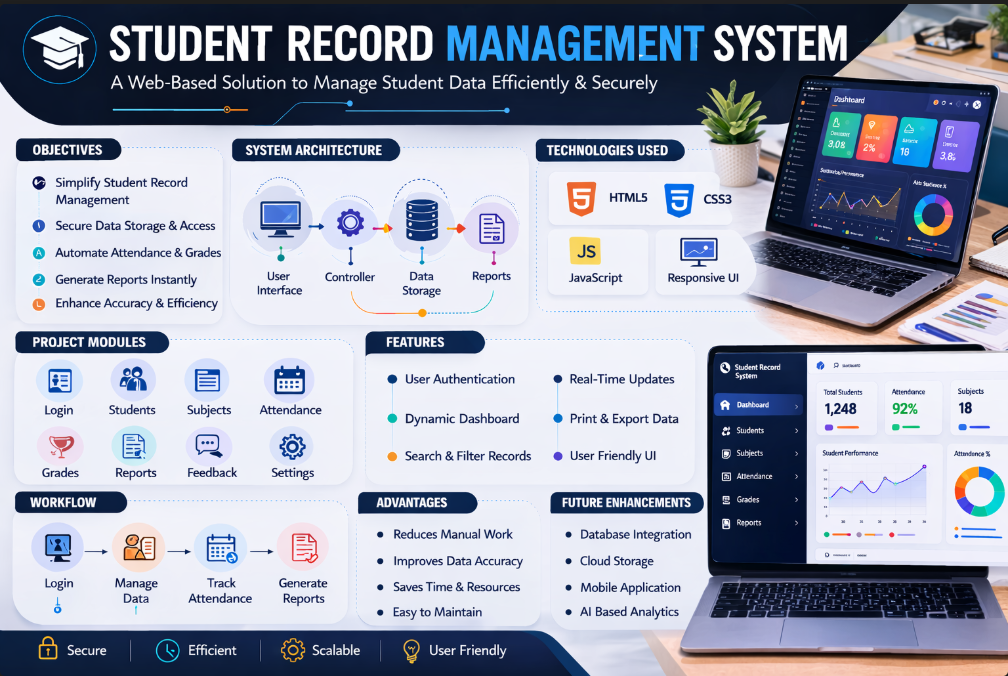 STUDENT RECORD MANAGEMENT SYSTEM
A Web-Based Solution to Manage Student Data Efficiently & Securely
OBJECTIVES
Simplify Student Record
Management
Secure Data Storage & Access
Automate Attendance & Grades
Generate Reports Instantly
Enhance Accuracy & Efficiency
SYSTEM ARCHITECTURE
User
Interface
Controller
Data
Storage
Reports
TECHNOLOGIES USED
HTML5
CSS3
JS
JavaScript
Responsive UI
Dashboard
3.08
2%
18
3.8
PROJECT MODULES
Login
Students
Subjects
Attendance
Grades
Reports
Feedback
Settings
FEATURES
User Authentication
Dynamic Dashboard
Search & Filter Records
Real-Time Updates
Print & Export Data
User Friendly UI
Student Record
System
Dashboard
Students
Subjects
Attendance
Grades
Reports
Total Students
1,248
Attendance
92%
Subjects
18
Student Performance
Attendance %
WORKFLOW
Login
Manage
Data
Track
Attendance
Generate
Reports
ADVANTAGES
Reduces Manual Work
Improves Data Accuracy
Saves Time & Resources
Easy to Maintain
FUTURE ENHANCEMENTS
Database Integration
Cloud Storage
Mobile Application
AI Based Analytics
Secure
Efficient
Scalable
User Friendly